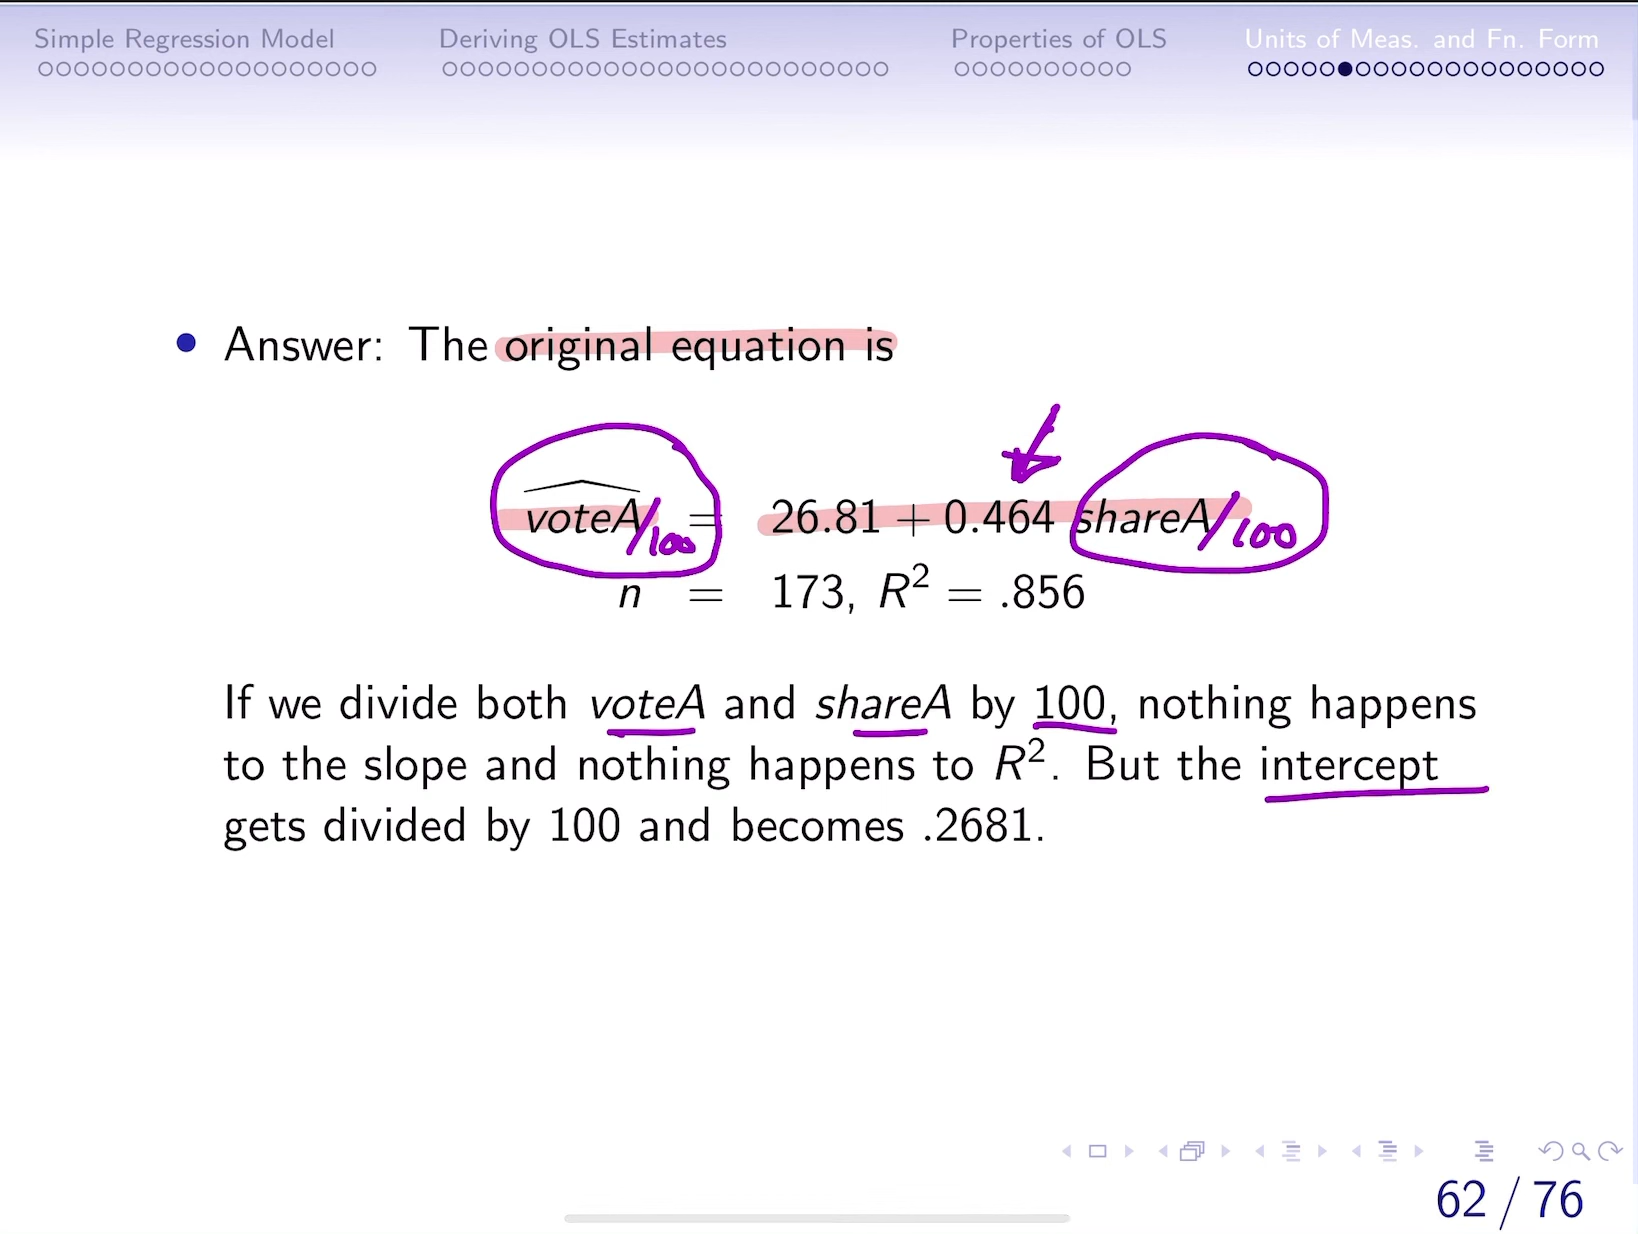 Simple Regression Model Deriving OLS Estimates Properties of OLS Units of Meas. and Fn. Form
• Answer: The original equation is
voteA/100 = 26.81 + 0.464 shareA/100
n = 173, R² = .856
If we divide both voteA and shareA by 100, nothing happens
to the slope and nothing happens to R². But the intercept
gets divided by 100 and becomes .2681.
62 / 76